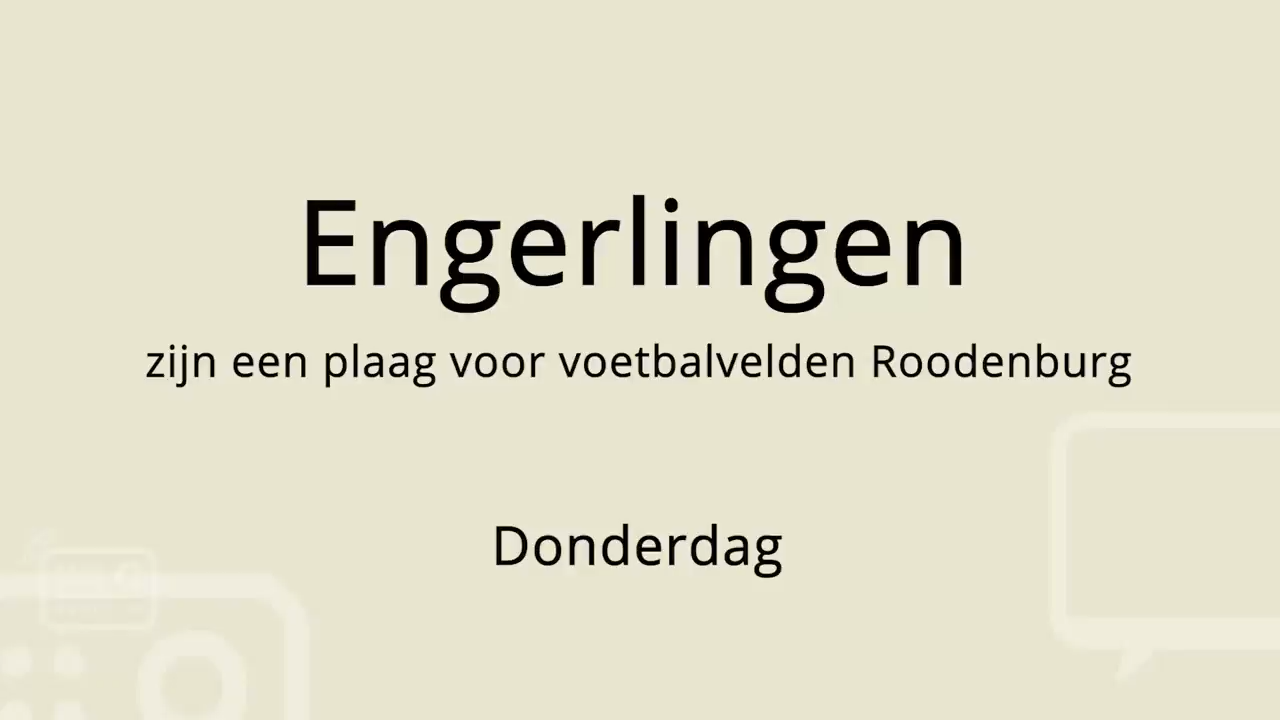 Engerlingen
zijn een plaag voor voetbalvelden Roodenburg
Donderdag